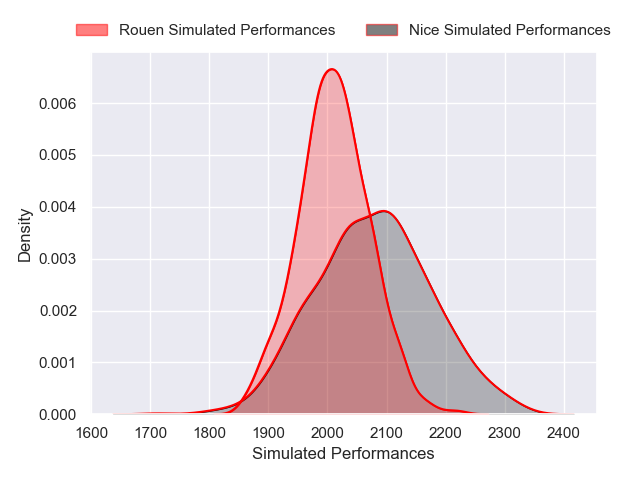 Rouen Simulated Performances
Nice Simulated Performances
Density
0.006
0.005
0.004
0.003
0.002
0.001
0.000
1600 1700 1800 1900 2000 2100 2200 2300 2400
Simulated Performances